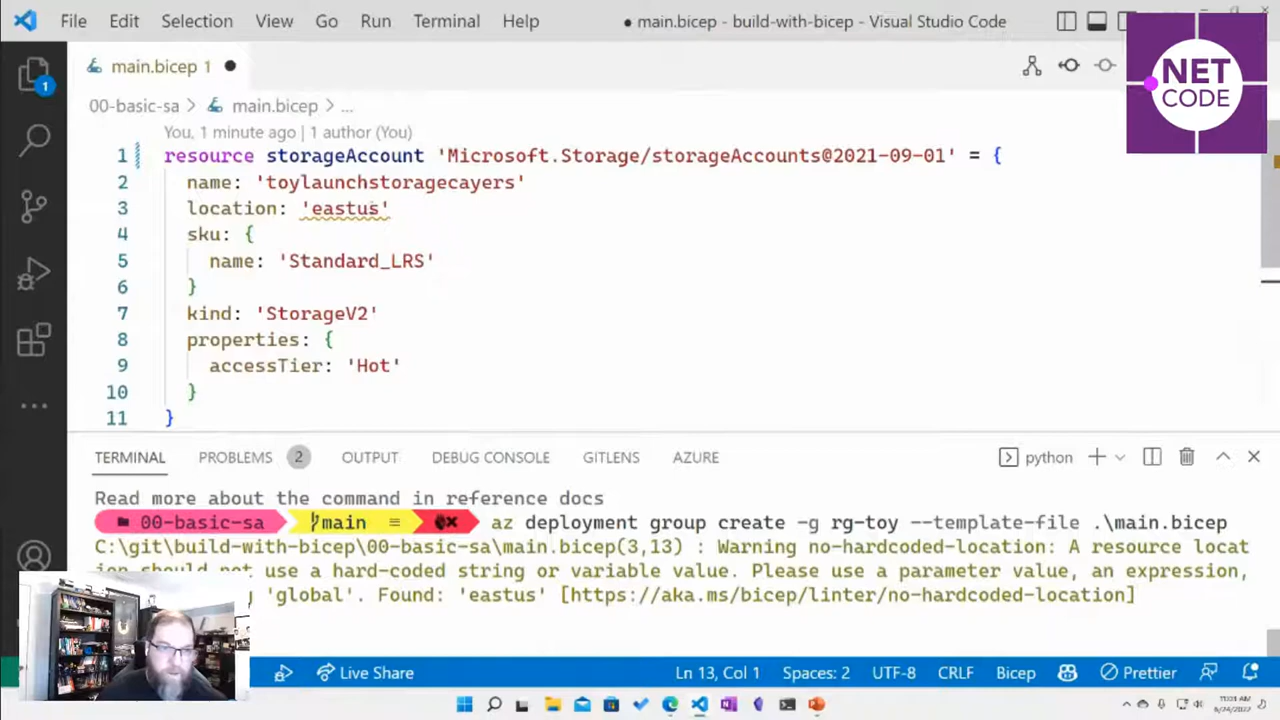 File Edit Selection View Go Run Terminal Help ● main.bicep - build-with-bicep - Visual Studio Code
NET
CODE
1
main.bicep 1 ●
00-basic-sa > main.bicep > ...
You, 1 minute ago | 1 author (You)
1 resource storageAccount 'Microsoft.Storage/storageAccounts@2021-09-01' = {
2 name: 'toylaunchstoragecayers'
3 location: 'eastus'
4 sku: {
5 name: 'Standard_LRS'
6 }
7 kind: 'StorageV2'
8 properties: {
9 accessTier: 'Hot'
10 }
11 }
TERMINAL PROBLEMS 2 OUTPUT DEBUG CONSOLE GITLENS AZURE python
Read more about the command in reference docs
00-basic-sa main ≡ az deployment group create -g rg-toy --template-file .\main.bicep
C:\git\build-with-bicep\00-basic-sa\main.bicep(3,13) : Warning no-hardcoded-location: A resource locat
ion should not use a hard-coded string or variable value. Please use a parameter value, an expression,
'global'. Found: 'eastus' [https://aka.ms/bicep/linter/no-hardcoded-location]
Live Share Ln 13, Col 1 Spaces: 2 UTF-8 CRLF Bicep Prettier